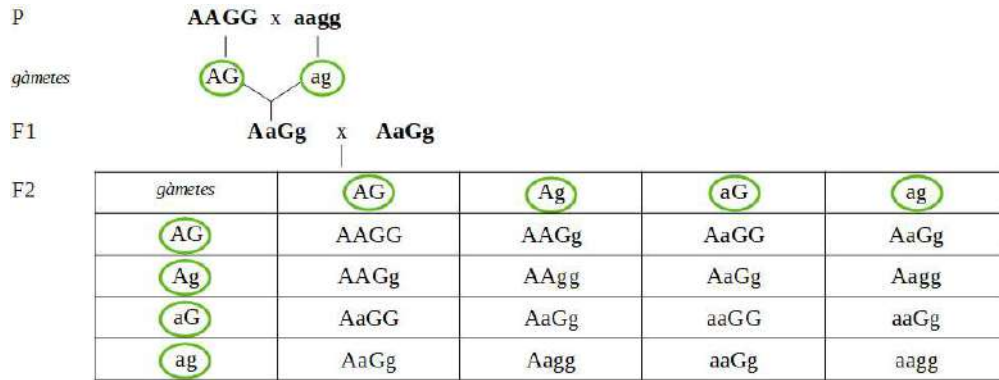 P AAGG x aagg
gàmetes AG ag
F1 AaGg x AaGg
F2 gàmetes AG Ag aG ag
AG AAGG AAGg AaGG AaGg
Ag AAGg AAgg AaGg Aagg
aG AaGG AaGg aaGG aaGg
ag AaGg Aagg aaGg aagg